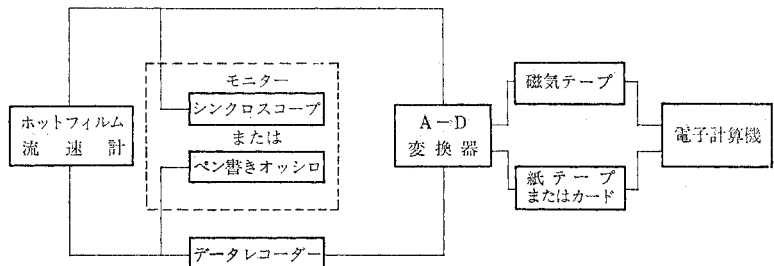 ホットフィルム
流速計
モニター
シンクロスコープ
または
ペン書きオッシロ
データレコーダー
A—D
変換器
磁気テープ
紙テープ
またはカード
電子計算機